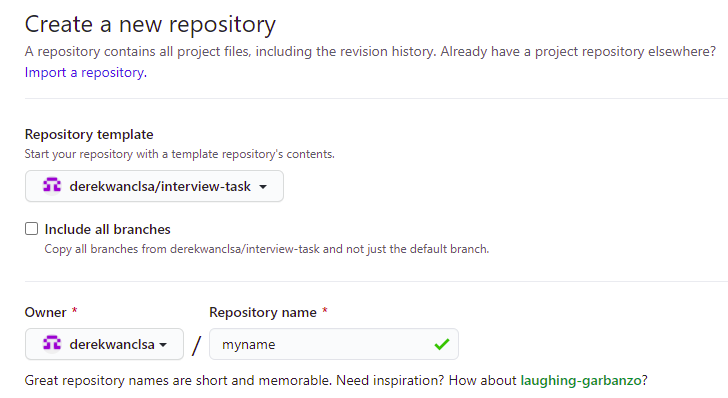 Create a new repository
A repository contains all project files, including the revision history. Already have a project repository elsewhere?
Import a repository.
Repository template
Start your repository with a template repository's contents.
derekwanclsa/interview-task
Include all branches
Copy all branches from derekwanclsa/interview-task and not just the default branch.
Owner * Repository name *
derekwanclsa / myname
Great repository names are short and memorable. Need inspiration? How about laughing-garbanzo?